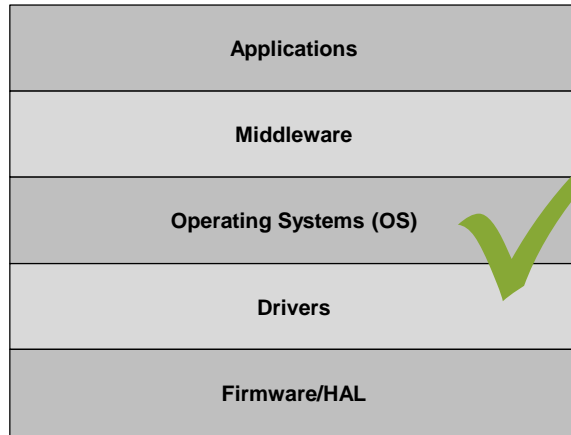 Applications
Middleware
Operating Systems (OS)
Drivers
Firmware/HAL